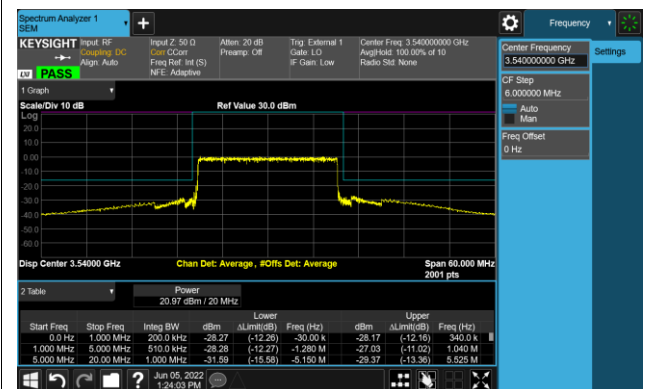 Spectrum Analyzer 1
SEM
+
Frequency
KEYSIGHT
Input: RF
Coupling: DC
Align: Auto
Input Z: 50 Ω
Corr CCorr
Freq Ref: Int (S)
NFE: Adaptive
Atten: 20 dB
Preamp: Off
Trig: External 1
Gate: LO
IF Gain: Low
Center Freq: 3.540000000 GHz
Avg|Hold: 100.00% of 10
Radio Std: None
LXI PASS
Center Frequency
3.540000000 GHz
Settings
CF Step
6.000000 MHz
Auto
Man
Freq Offset
0 Hz
1 Graph
Scale/Div 10 dB
Ref Value 30.0 dBm
Log
20.0
10.0
0.00
-10.0
-20.0
-30.0
-40.0
-50.0
-60.0
Disp Center 3.54000 GHz
Chan Det: Average, #Offs Det: Average
Span 60.000 MHz
2001 pts
2 Table
Power
20.97 dBm / 20 MHz
Lower Upper
Start Freq Stop Freq Integ BW dBm ΔLimit(dB) Freq (Hz) dBm ΔLimit(dB) Freq (Hz)
0.0 Hz 1.000 MHz 200.0 kHz -28.27 (-12.26) -30.00 k -28.17 (-12.16) 340.0 k
1.000 MHz 5.000 MHz 510.0 kHz -28.28 (-12.27) -1.280 M -27.03 (-11.02) 1.040 M
5.000 MHz 20.00 MHz 1.000 MHz -31.59 (-15.58) -5.150 M -29.37 (-13.36) 5.525 M
?
Jun 05, 2022
1:24:03 PM